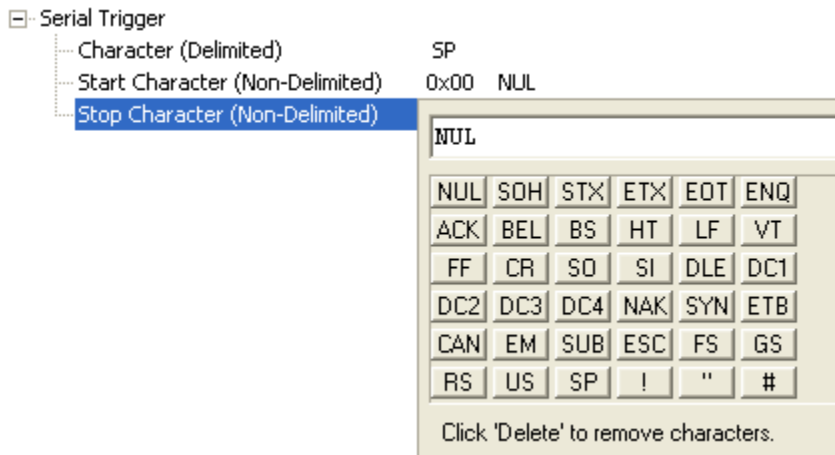 Serial Trigger
Character (Delimited) SP
Start Character (Non-Delimited) 0x00 NUL
Stop Character (Non-Delimited)
NUL
NUL SOH STX ETX EOT ENQ
ACK BEL BS HT LF VT
FF CR SO SI DLE DC1
DC2 DC3 DC4 NAK SYN ETB
CAN EM SUB ESC FS GS
RS US SP ! " #
Click 'Delete' to remove characters.